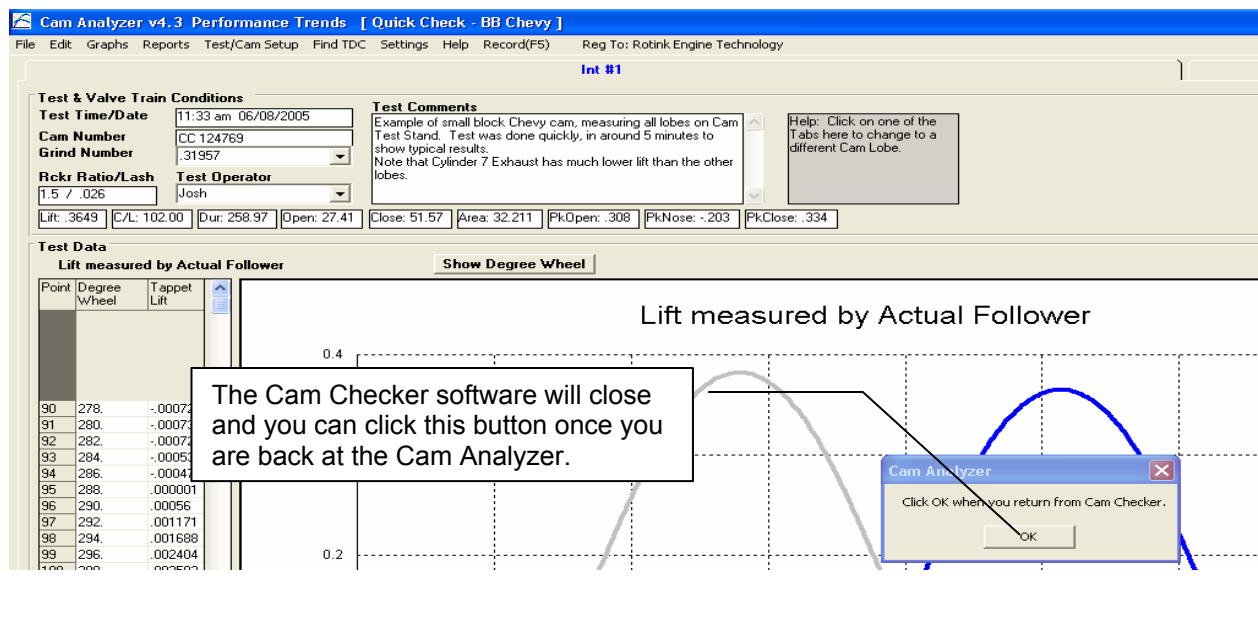 Cam Analyzer v4.3 Performance Trends [ Quick Check - BB Chevy ]
File Edit Graphs Reports Test/Cam Setup Find TDC Settings Help Record(F5) Reg To: Rotink Engine Technology
Int #1
Test & Valve Train Conditions
Test Time/Date 11:33 am 06/08/2005
Cam Number CC 124769
Grind Number .31957
Rckr Ratio/Lash Test Operator
1.5 / .026 Josh
Test Comments
Example of small block Chevy cam, measuring all lobes on Cam
Test Stand. Test was done quickly, in around 5 minutes to
show typical results.
Note that Cylinder 7 Exhaust has much lower lift than the other
lobes.
Help: Click on one of the
Tabs here to change to a
different Cam Lobe.
Lift: .3649 C/L: 102.00 Dur: 258.97 Open: 27.41 Close: 51.57 Area: 32.211 PkOpen: .308 PkNose: -.203 PkClose: .334
Test Data
Lift measured by Actual Follower Show Degree Wheel
Point Degree Tappet
Wheel Lift
90 278. -.00072
91 280. -.00073
92 282. -.00072
93 284. -.00053
94 286. -.00047
95 288. .000001
96 290. .00056
97 292. .001171
98 294. .001688
99 296. .002404
Lift measured by Actual Follower
0.4
0.2
The Cam Checker software will close
and you can click this button once you
are back at the Cam Analyzer.
Cam Analyzer
Click OK when you return from Cam Checker.
OK